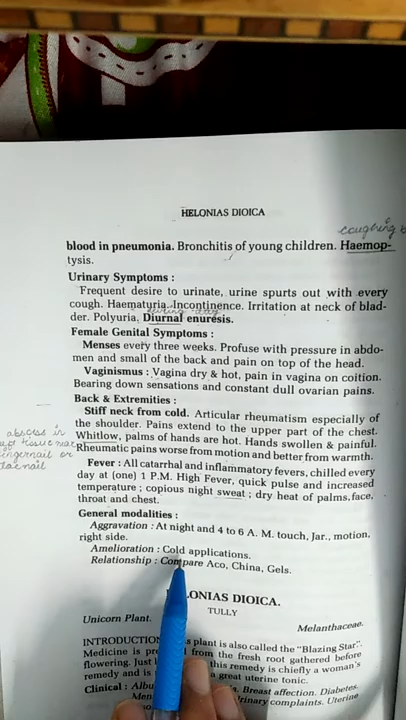 HELONIAS DIOICA
coughing
blood in pneumonia. Bronchitis of young children. Haemop-
tysis.
Urinary Symptoms :
Frequent desire to urinate, urine spurts out with every
cough. Haematuria. Incontinence. Irritation at neck of blad-
during day
der. Polyuria. Diurnal enuresis.
Female Genital Symptoms :
Menses every three weeks. Profuse with pressure in abdo-
men and small of the back and pain on top of the head.
Vaginismus : Vagina dry & hot, pain in vagina on coition.
Bearing down sensations and constant dull ovarian pains.
Back & Extremities :
Stiff neck from cold. Articular rheumatism especially of
the shoulder. Pains extend to the upper part of the chest.
abscess in
Whitlow, palms of hands are hot. Hands swollen & painful.
tissue near
Rheumatic pains worse from motion and better from warmth.
fingernail or
toenail
Fever : All catarrhal and inflammatory fevers, chilled every
day at (one) 1 P.M. High Fever, quick pulse and increased
temperature ; copious night sweat ; dry heat of palms, face,
throat and chest.
General modalities :
Aggravation : At night and 4 to 6 A. M. touch, Jar., motion,
right side.
Amelioration : Cold applications.
Relationship : Compare Aco, China, Gels.
HELONIAS DIOICA.
TULLY
Unicorn Plant. Melanthaceae.
INTRODUCTION plant is also called the "Blazing Star".
Medicine is from the fresh root gathered before
flowering. Just this remedy is chiefly a woman's
remedy and is a great uterine tonic.
Clinical : Breast affection. Diabetes.
Urinary complaints. Uterine